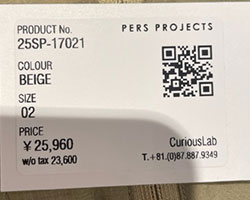 PRODUCT No.
25SP-17021
PERS PROJECTS
COLOUR
BEIGE
SIZE
02
PRICE
¥25,960
w/o tax 23,600
CuriousLab
T.+81.(0)87.887.9349